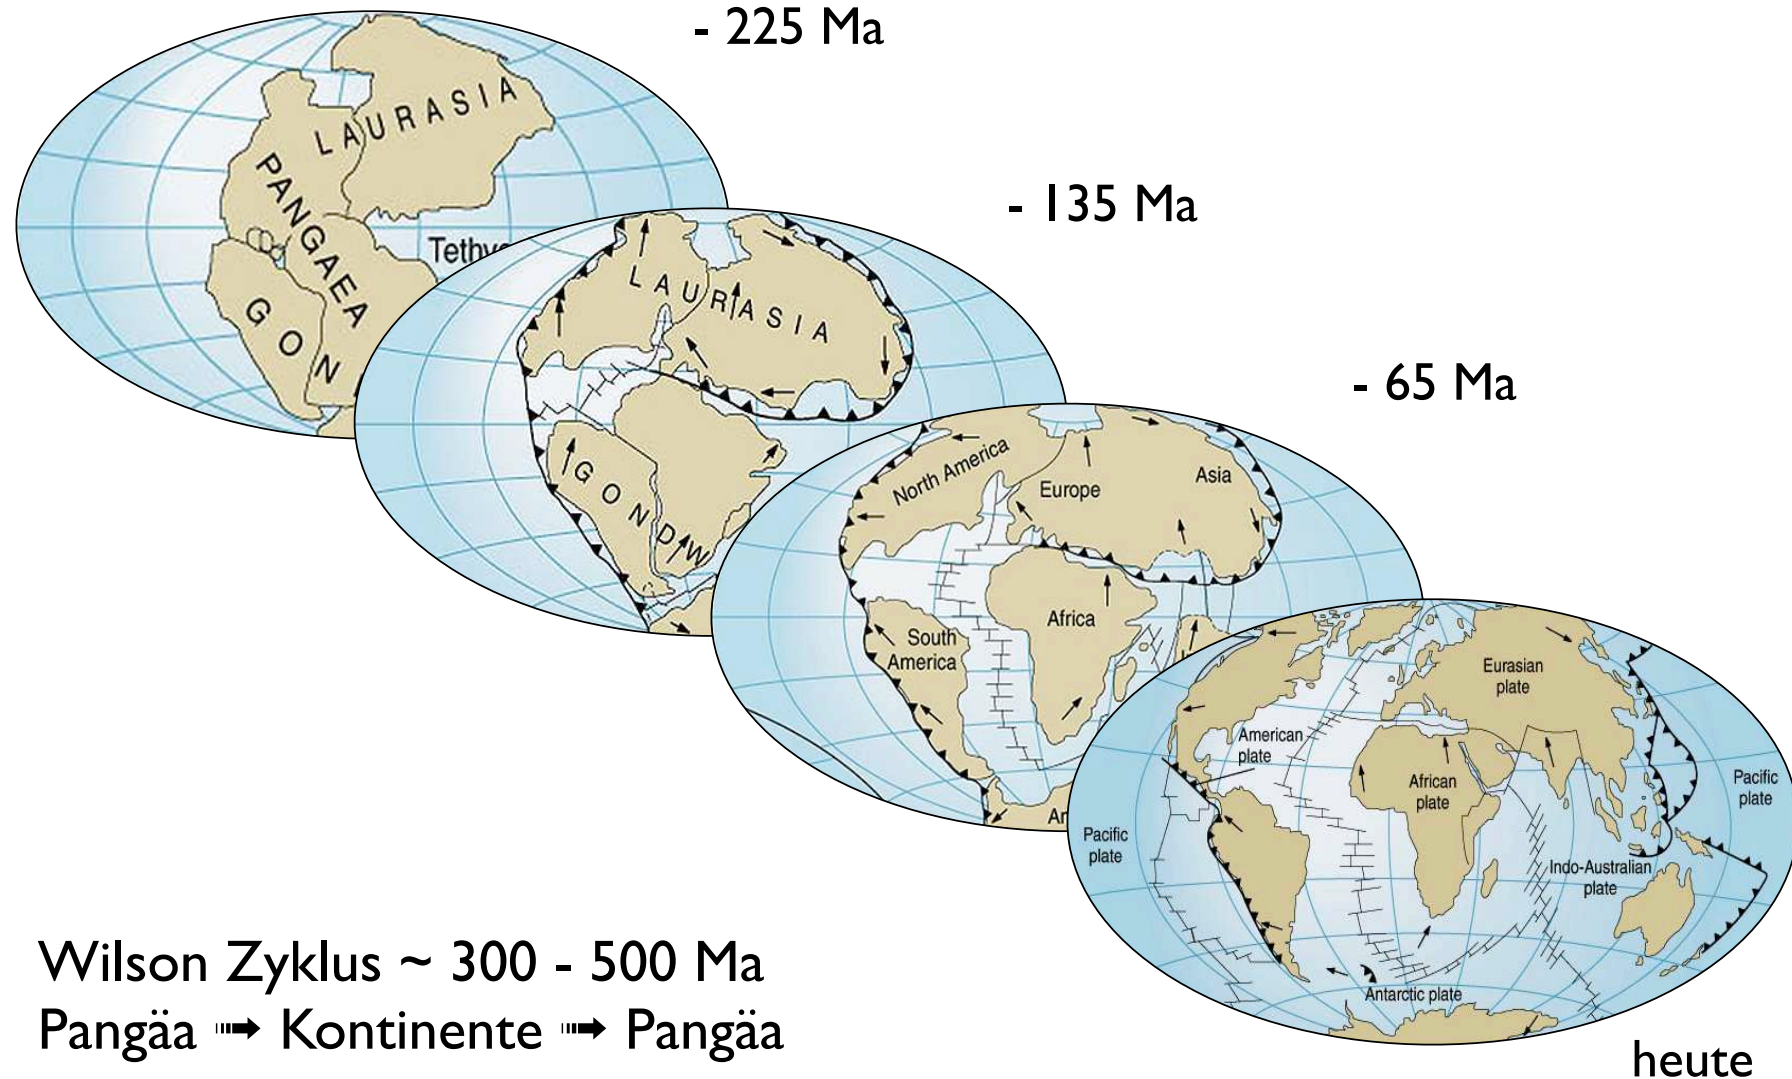 - 225 Ma
LAURASIA
PANGAEA
Tethys
GON
- 135 Ma
LAURASIA
GONDW
- 65 Ma
North America
Europe
Asia
Africa
South
America
Eurasian
plate
American
plate
African
plate
Pacific
plate
Pacific
plate
Indo-Australian
plate
Antarctic plate
heute
Wilson Zyklus ~ 300 - 500 Ma
Pangäa ➟ Kontinente ➟ Pangäa